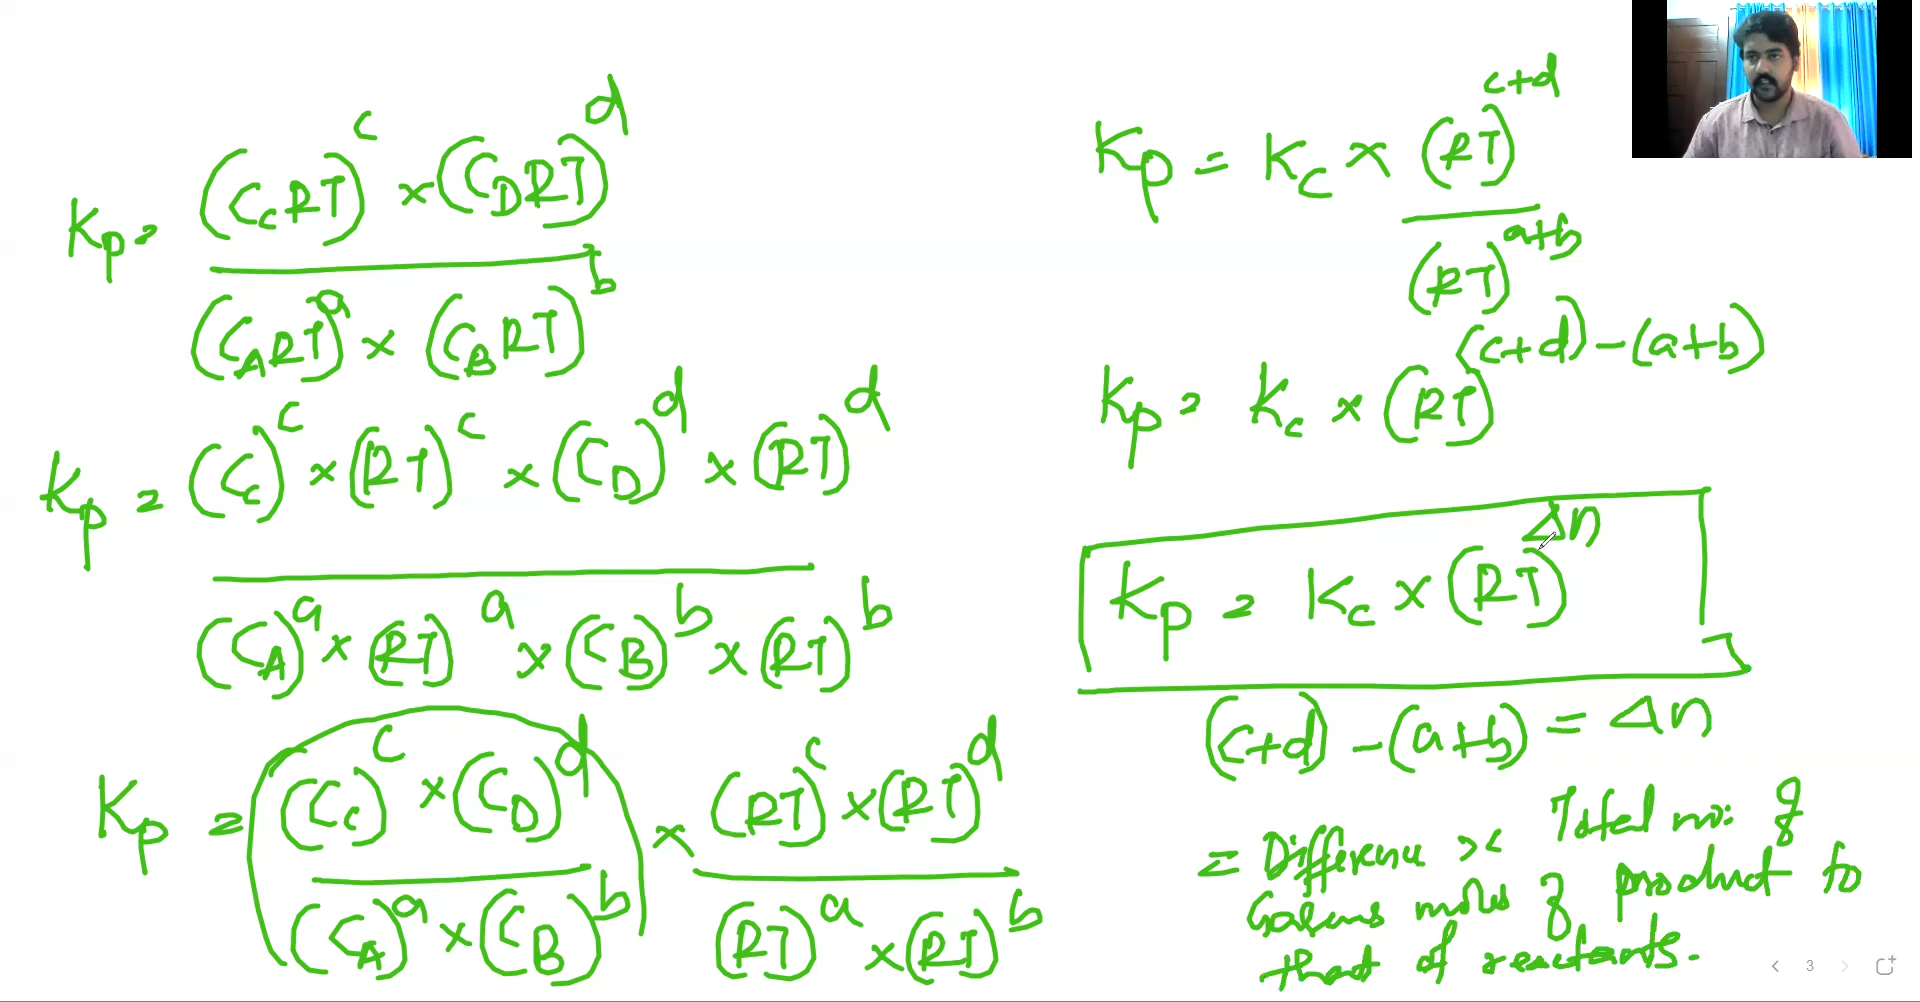 Kp = (C_C RT)^c × (C_D RT)^d
(C_A RT)^a × (C_B RT)^b
Kp = (C_C)^c × (RT)^c × (C_D)^d × (RT)^d
(C_A)^a × (RT)^a × (C_B)^b × (RT)^b
Kp = (C_C)^c × (C_D)^d × (RT)^c × (RT)^d
(C_A)^a × (C_B)^b (RT)^a × (RT)^b
Kp = Kc × (RT)^c+d
(RT)^a+b
Kp = Kc × (RT)^(c+d)-(a+b)
Kp = Kc × (RT)^Δn
(c+d) - (a+b) = Δn
= Difference Total no: of
moles of product to
that of reactants.
3